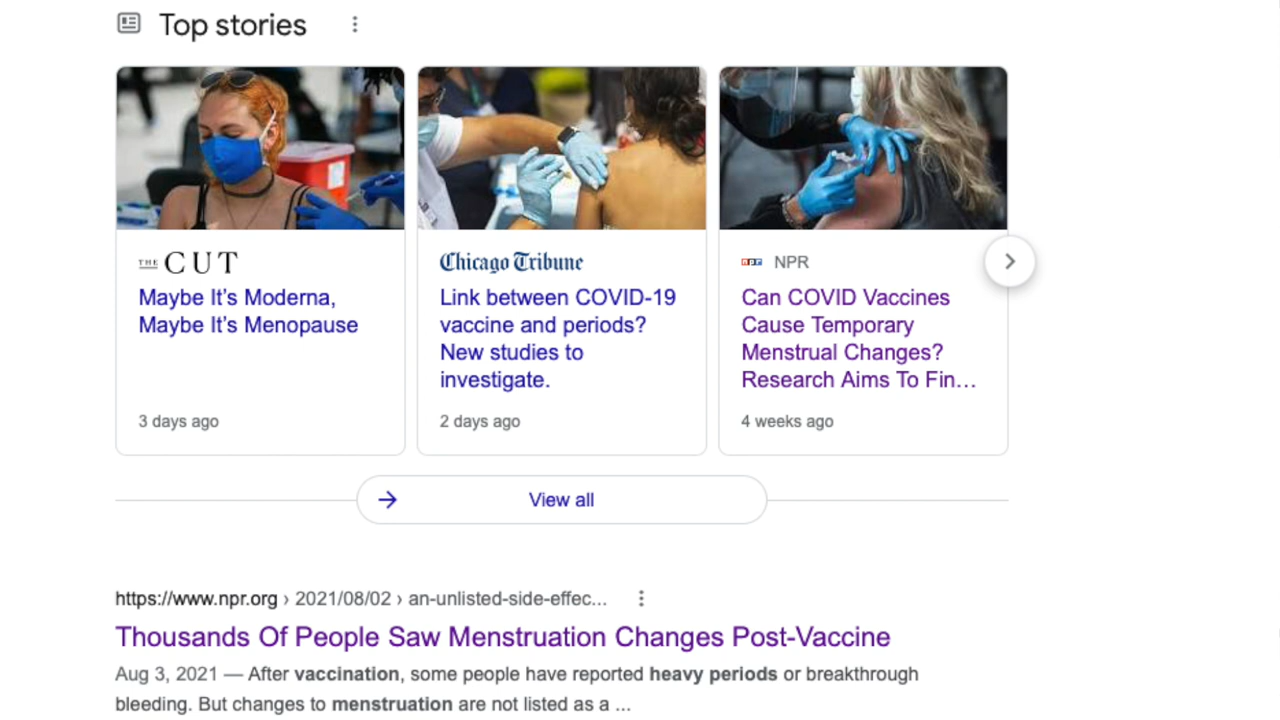 Top stories
THE CUT
Maybe It’s Moderna,
Maybe It’s Menopause
3 days ago
Chicago Tribune
Link between COVID-19
vaccine and periods?
New studies to
investigate.
2 days ago
npr NPR
Can COVID Vaccines
Cause Temporary
Menstrual Changes?
Research Aims To Fin...
4 weeks ago
View all
https://www.npr.org › 2021/08/02 › an-unlisted-side-effec...
Thousands Of People Saw Menstruation Changes Post-Vaccine
Aug 3, 2021 — After vaccination, some people have reported heavy periods or breakthrough
bleeding. But changes to menstruation are not listed as a ...